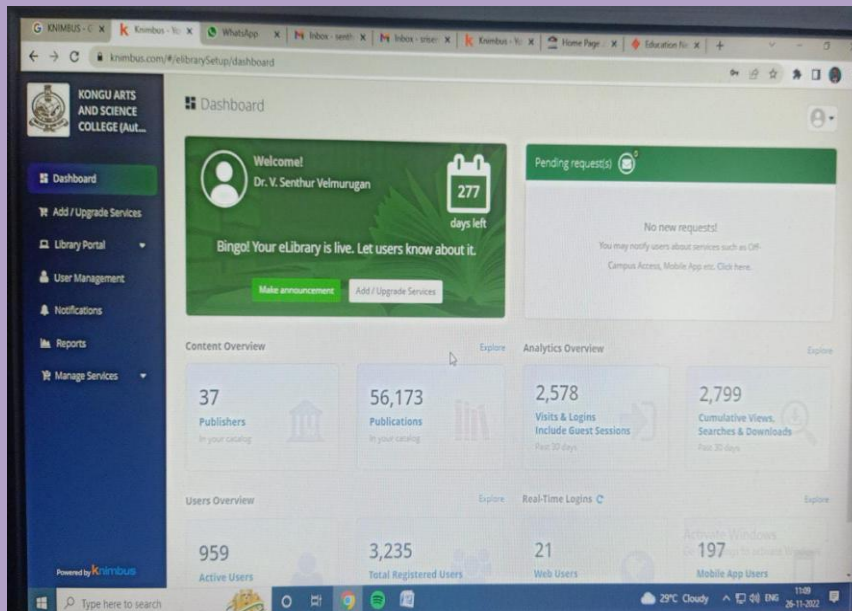 KNIMBUS - G
Knimbus - Yo
WhatsApp
Inbox - senth
Inbox - sriser
Knimbus - Yo
Home Page
Education Ne
knimbus.com/#/elibrarySetup/dashboard
KONGU ARTS
AND SCIENCE
COLLEGE (Aut...
Dashboard
Add / Upgrade Services
Library Portal
User Management
Notifications
Reports
Manage Services
Powered by Knimbus
Dashboard
Welcome!
Dr. V. Senthur Velmurugan
277
days left
Bingo! Your eLibrary is live. Let users know about it.
Make announcement
Add / Upgrade Services
Pending request(s)
0
No new requests!
You may notify users about services such as Off-
Campus Access, Mobile App etc. Click here.
Content Overview
Explore
37
Publishers
In your catalog
56,173
Publications
In your catalog
Analytics Overview
Explore
2,578
Visits & Logins
Include Guest Sessions
Past 30 days
2,799
Cumulative Views,
Searches & Downloads
Past 30 days
Users Overview
Explore
959
Active Users
3,235
Total Registered Users
Real-Time Logins
Explore
21
Web Users
197
Mobile App Users
Activate Windows
Type here to search
29°C Cloudy
ENG
11:09
26-11-2022